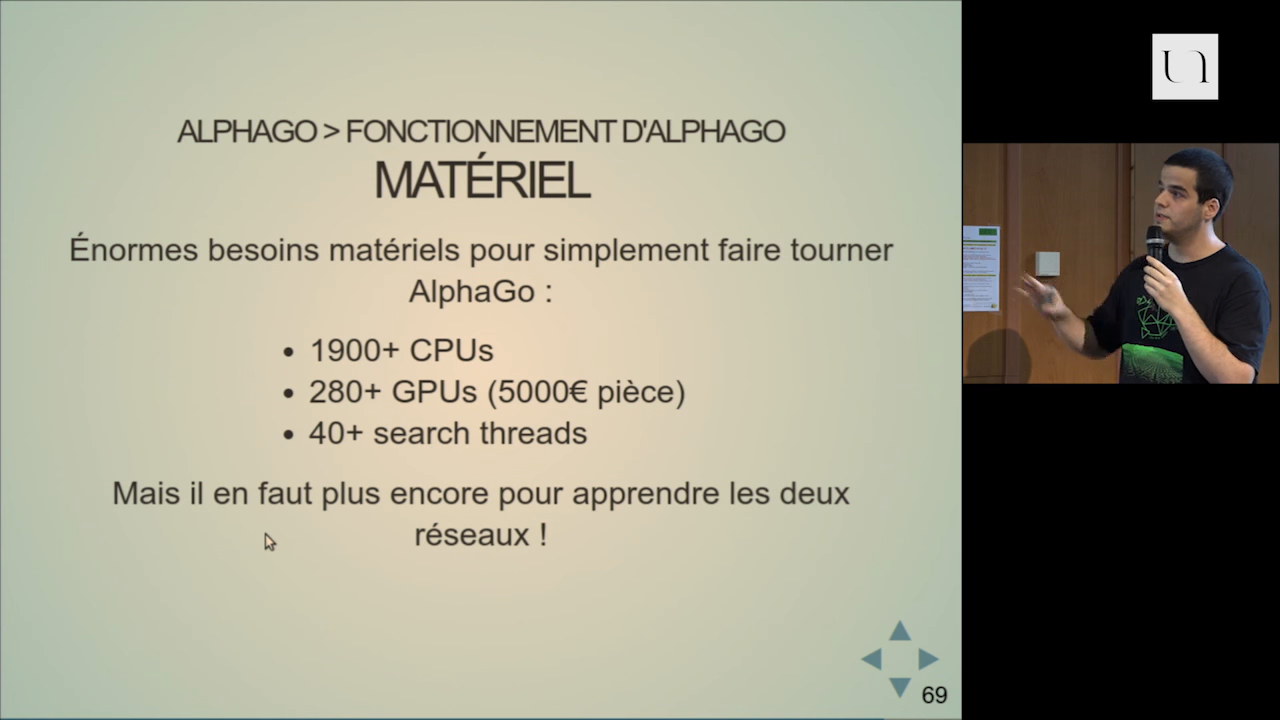 ALPHAGO > FONCTIONNEMENT D'ALPHAGO
MATÉRIEL
Énormes besoins matériels pour simplement faire tourner
AlphaGo :
• 1900+ CPUs
• 280+ GPUs (5000€ pièce)
• 40+ search threads
Mais il en faut plus encore pour apprendre les deux
réseaux !
69